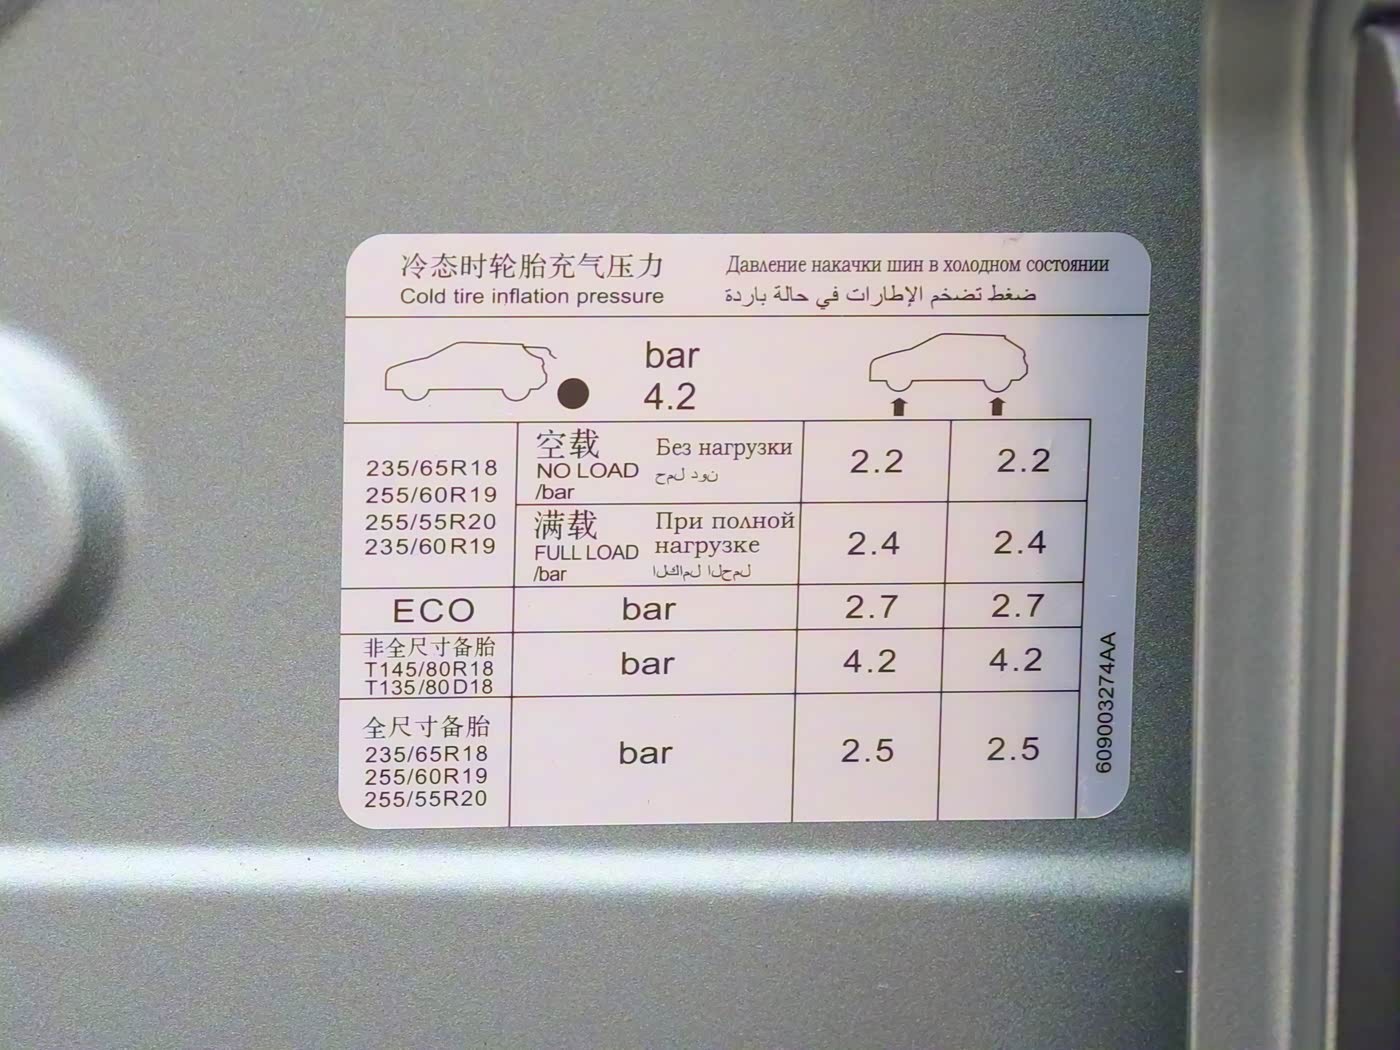 冷态时轮胎充气压力
Cold tire inflation pressure
Давление накачки шин в холодном состоянии
ضغط تضخم الإطارات في حالة باردة
bar
4.2
235/65R18
255/60R19
255/55R20
235/60R19
空载
NO LOAD
/bar
Без нагрузки
نود لمح
2.2
2.2
满载
FULL LOAD
/bar
При полной
нагрузке
لمحلا لماكلا
2.4
2.4
ECO
bar
2.7
2.7
非全尺寸备胎
T145/80R18
T135/80D18
bar
4.2
4.2
全尺寸备胎
235/65R18
255/60R19
255/55R20
bar
2.5
2.5
609003274AA